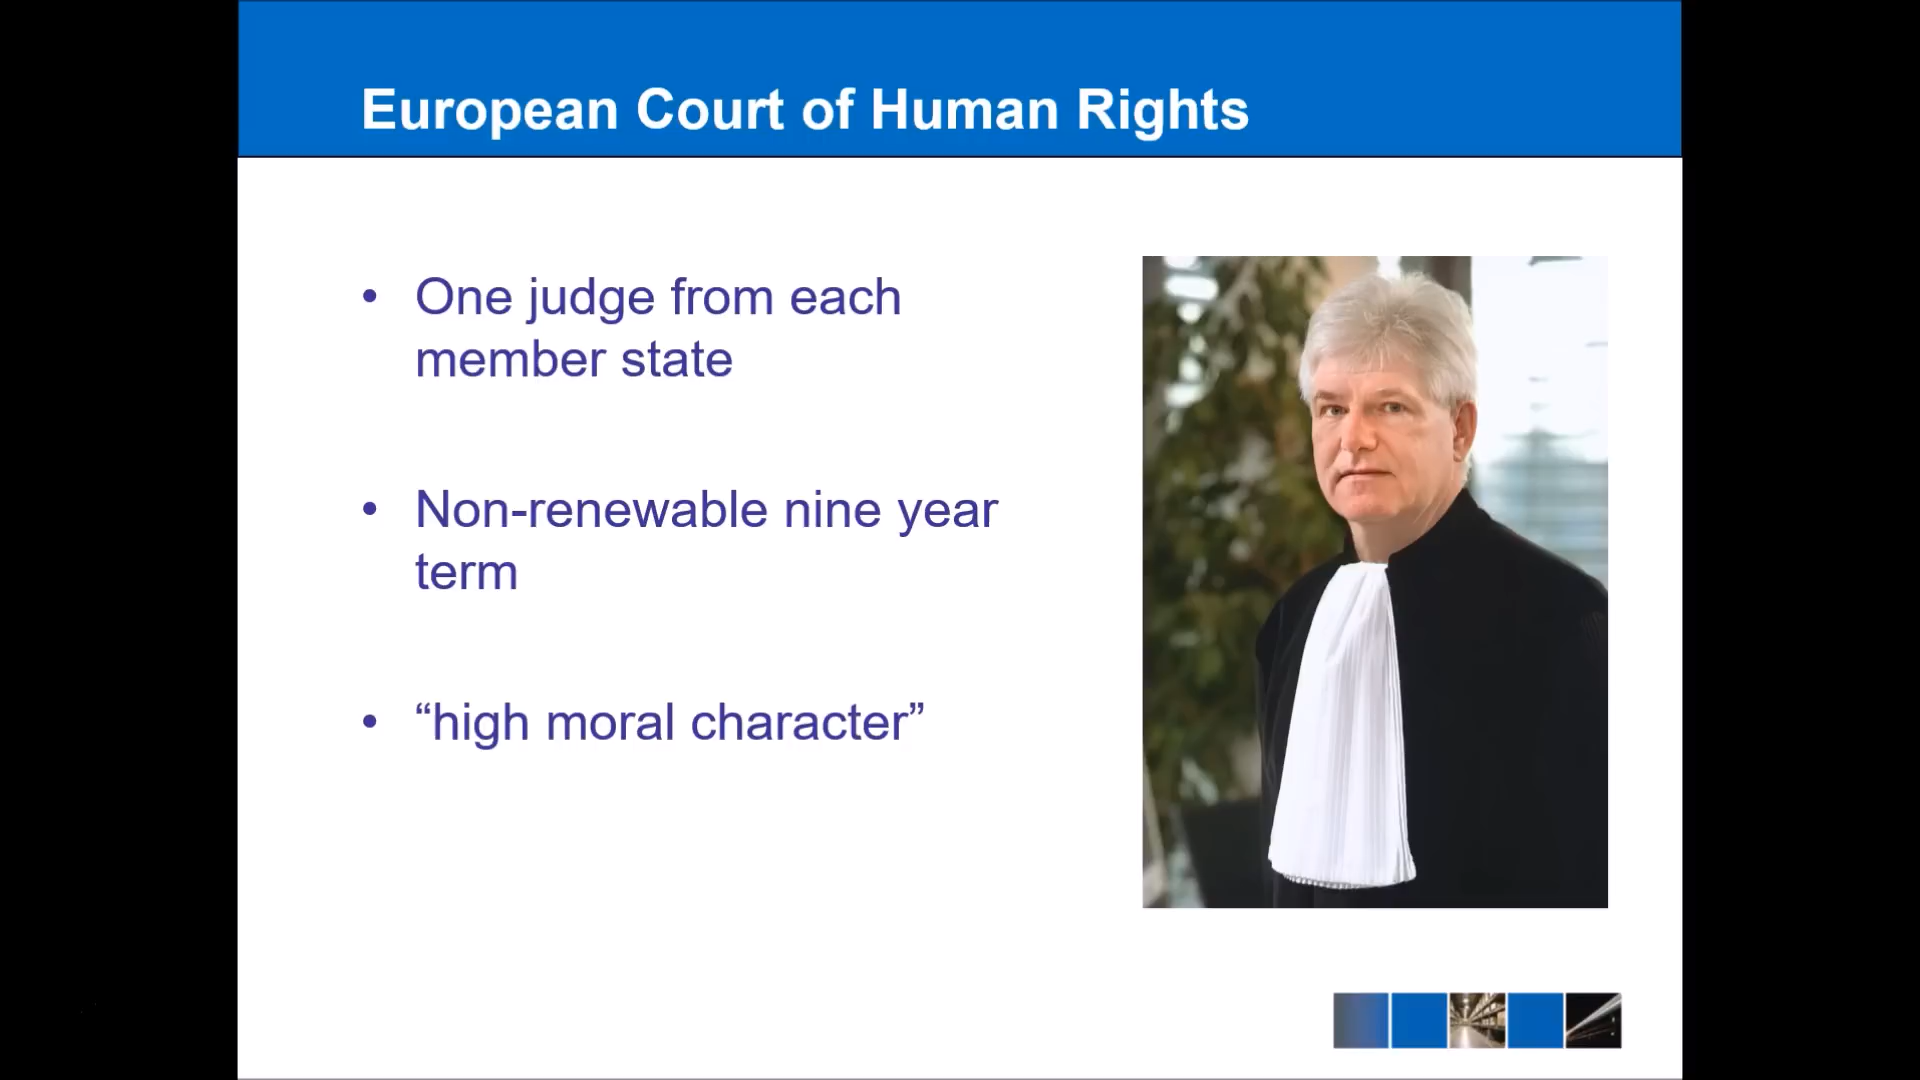 European Court of Human Rights
• One judge from each
member state
• Non-renewable nine year
term
• “high moral character”